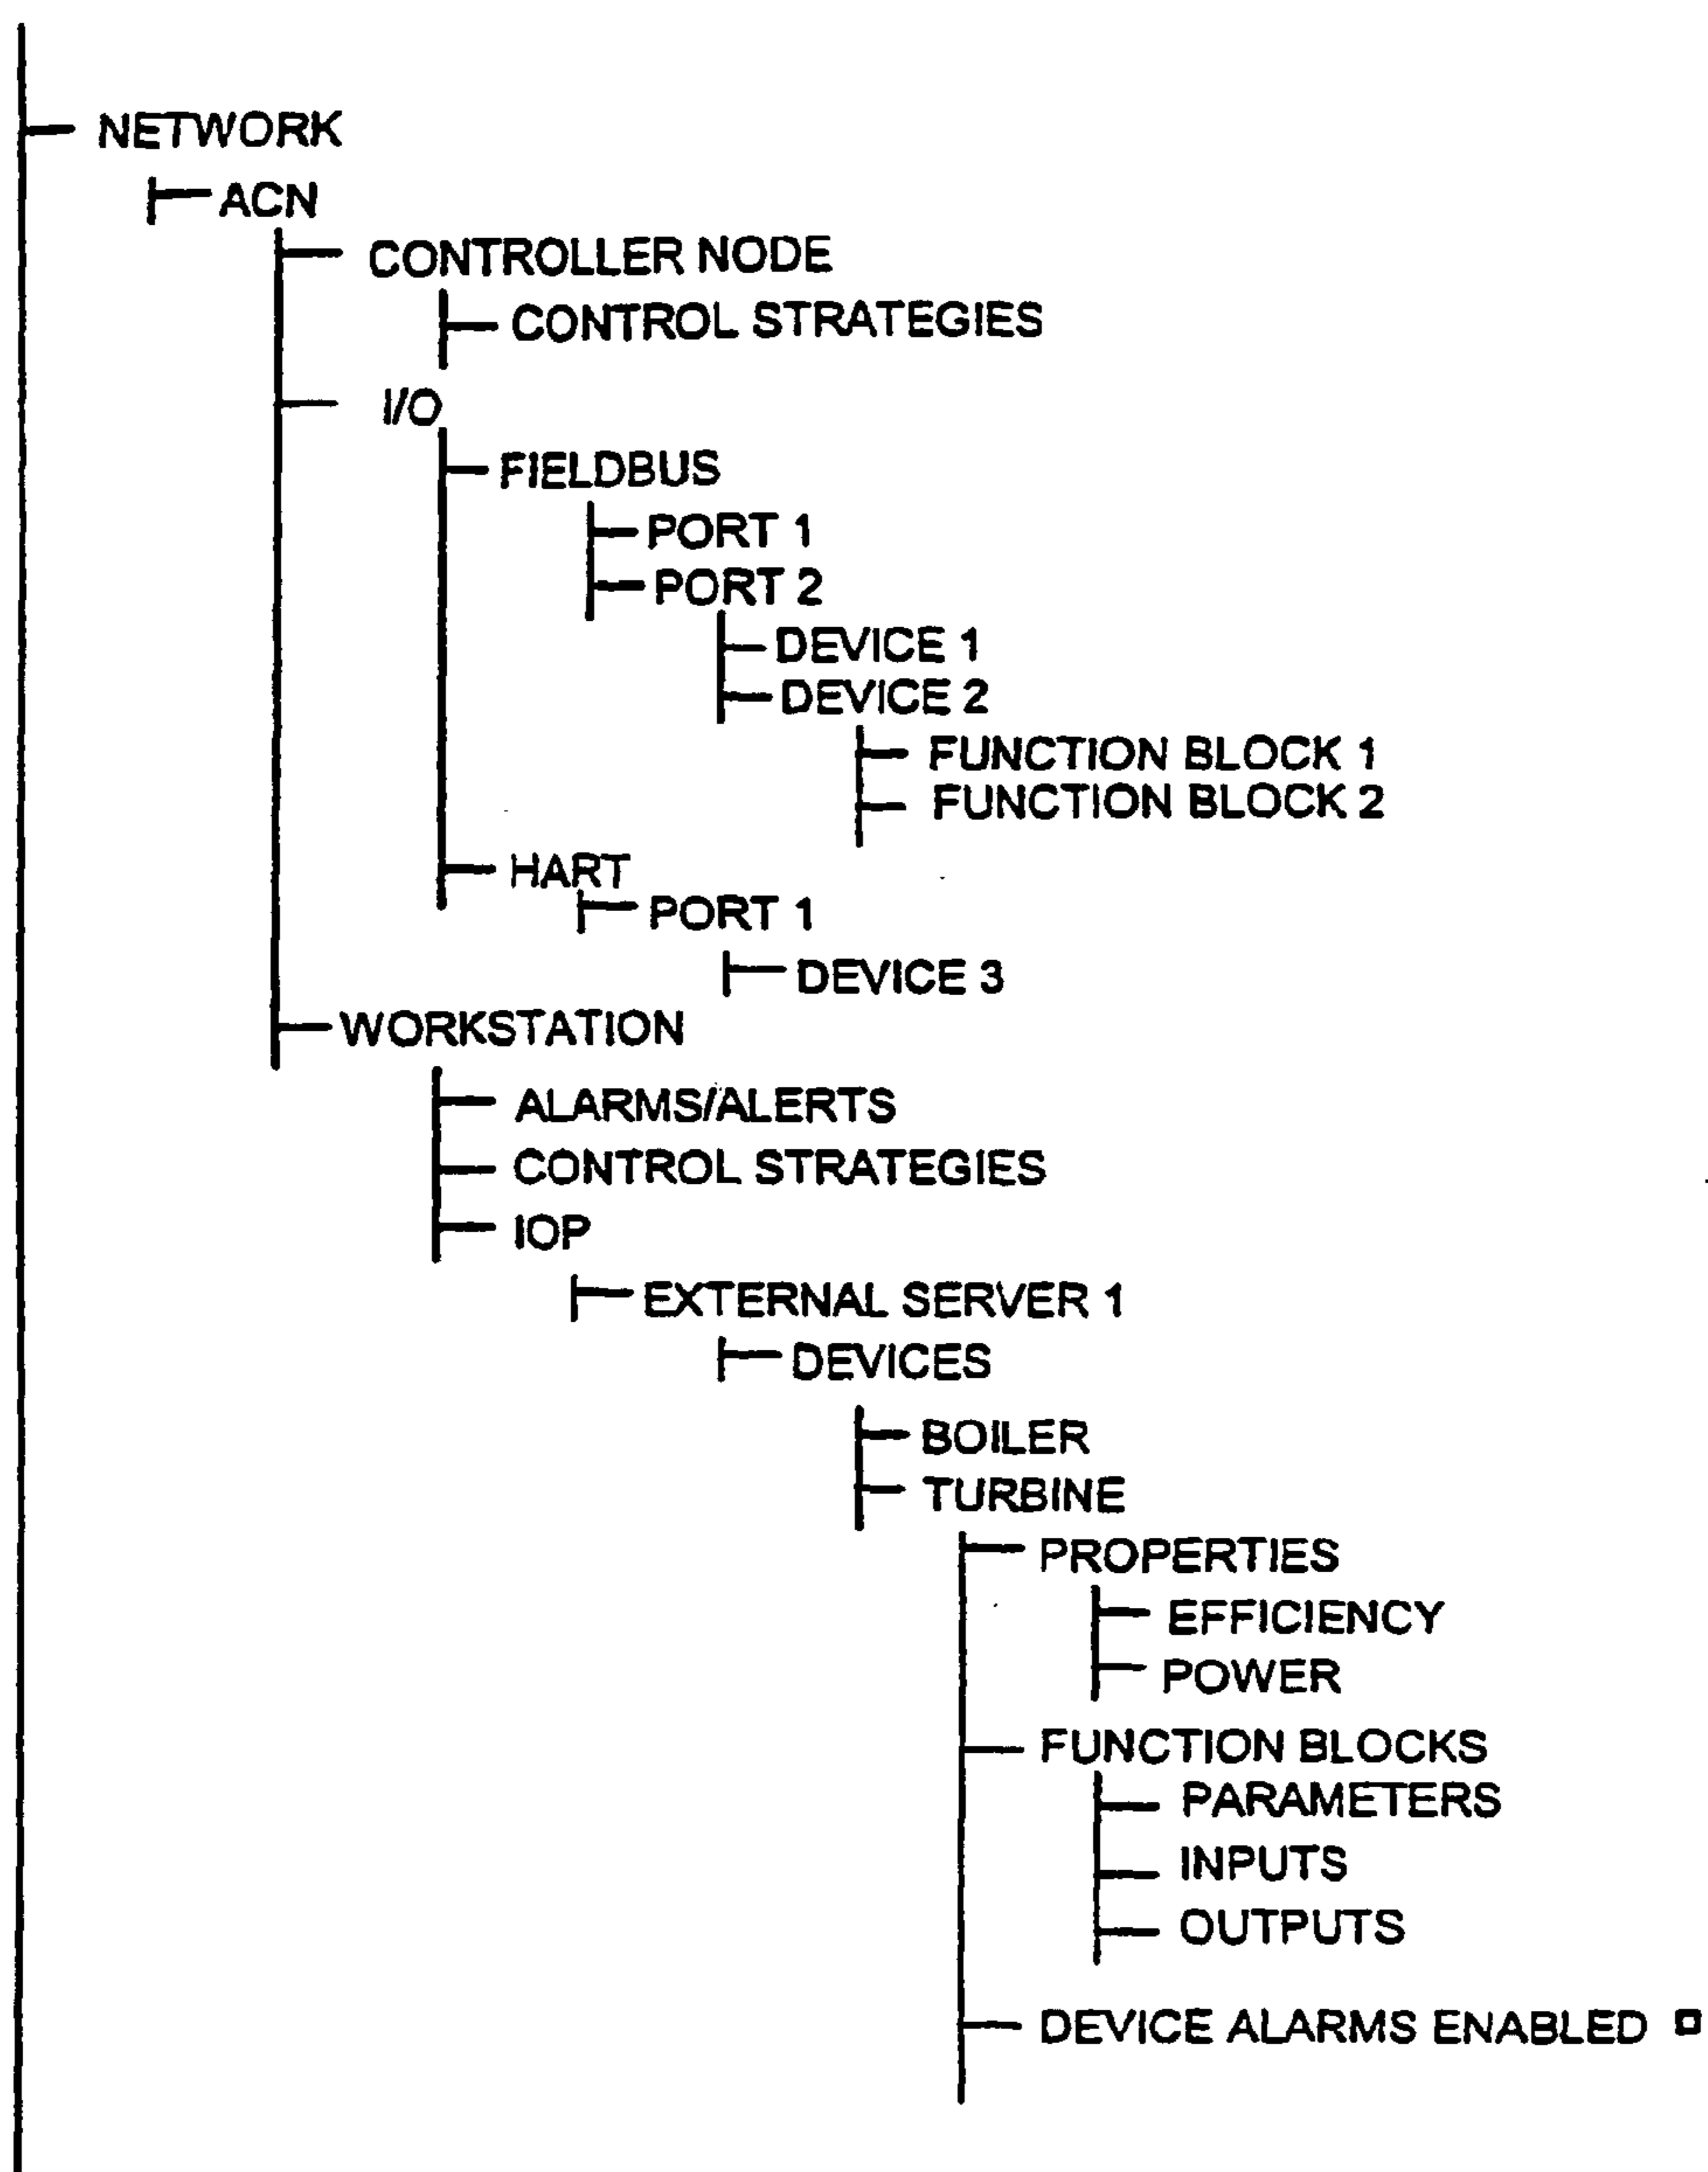 NETWORK
ACN
CONTROLLER NODE
CONTROL STRATEGIES
I/O
FIELDBUS
PORT 1
PORT 2
DEVICE 1
DEVICE 2
FUNCTION BLOCK 1
FUNCTION BLOCK 2
HART
PORT 1
DEVICE 3
WORKSTATION
ALARMS/ALERTS
CONTROL STRATEGIES
IOP
EXTERNAL SERVER 1
DEVICES
BOILER
TURBINE
PROPERTIES
EFFICIENCY
POWER
FUNCTION BLOCKS
PARAMETERS
INPUTS
OUTPUTS
DEVICE ALARMS ENABLED